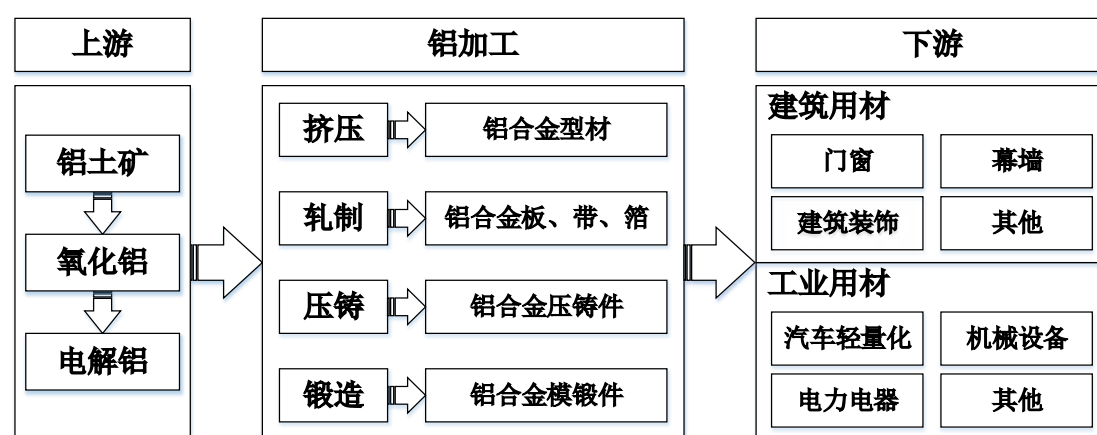 上游
铝加工
下游
铝土矿
氧化铝
电解铝
挤压
铝合金型材
轧制
铝合金板、带、箔
压铸
铝合金压铸件
锻造
铝合金模锻件
建筑用材
门窗
幕墙
建筑装饰
其他
工业用材
汽车轻量化
机械设备
电力电器
其他